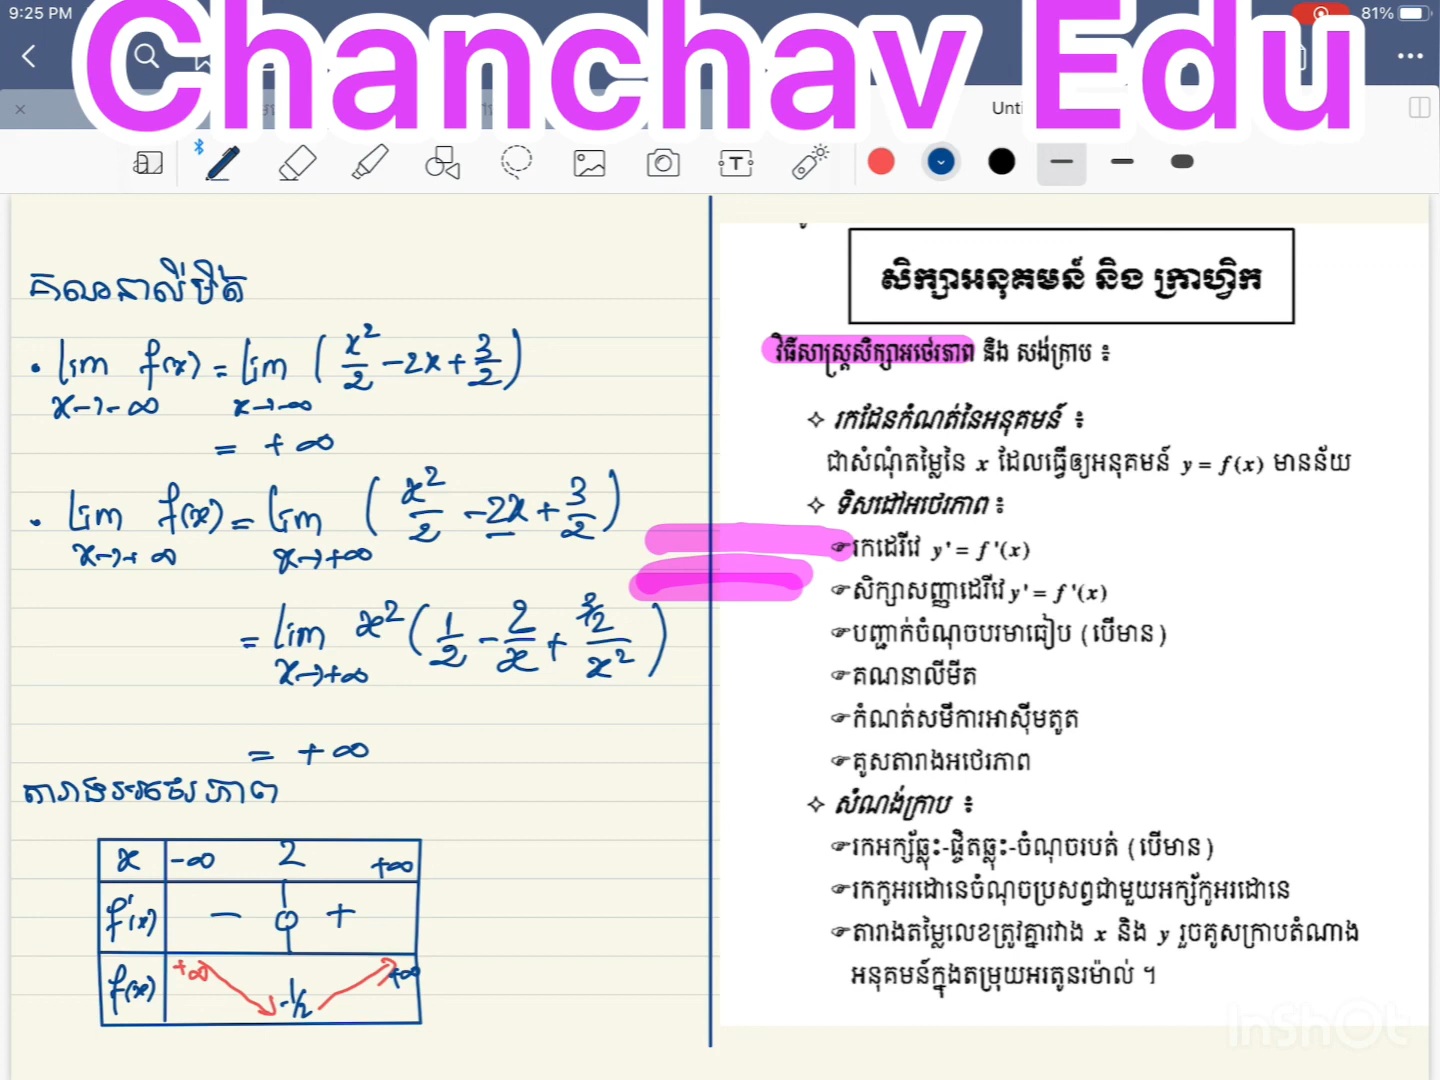 9:25 PM
81%
Chanchav Edu
Unti
គណនាលីមីត
• lim f(x) = lim (x²/2 - 2x + 3/2)
x→-∞ x→-∞
= +∞
• lim f(x) = lim (x²/2 - 2x + 3/2)
x→+∞ x→+∞
= lim x² (1/2 - 2/x + 3/2/x²)
x→+∞
= +∞
តារាងអថេរភាព
x -∞ 2 +∞
f'(x) - 0 +
f(x) +∞ -1/2 +∞
សិក្សាអនុគមន៍ និង ក្រាហ្វិក
វិធីសាស្ត្រសិក្សាអថេរភាព និង សង់ក្រាប ៖
✧ រកដែនកំណត់នៃអនុគមន៍ ៖
ជាសំណុំតម្លៃនៃ x ដែលធ្វើឲ្យអនុគមន៍ y = f(x) មានន័យ
✧ ទិសដៅអថេរភាព ៖
☞រកដេរីវេ y' = f'(x)
☞សិក្សាសញ្ញាដេរីវេ y' = f'(x)
☞បញ្ជាក់ចំណុចបរមាធៀប (បើមាន)
☞គណនាលីមីត
☞កំណត់សមីការអាស៊ីមតូត
☞គូសតារាងអថេរភាព
✧ សំណង់ក្រាប ៖
☞រកអក្ស័ឆ្លុះ-ផ្ចិតឆ្លុះ-ចំណុចរបត់ (បើមាន)
☞រកកូអរដោនេចំណុចប្រសព្វជាមួយអក្ស័កូអរដោនេ
☞តារាងតម្លៃលេខត្រូវគ្នារវាង x និង y រួចគូសក្រាបតំណាង
អនុគមន៍ក្នុងតម្រុយអរតូនរម៉ាល់ ។
InShOt